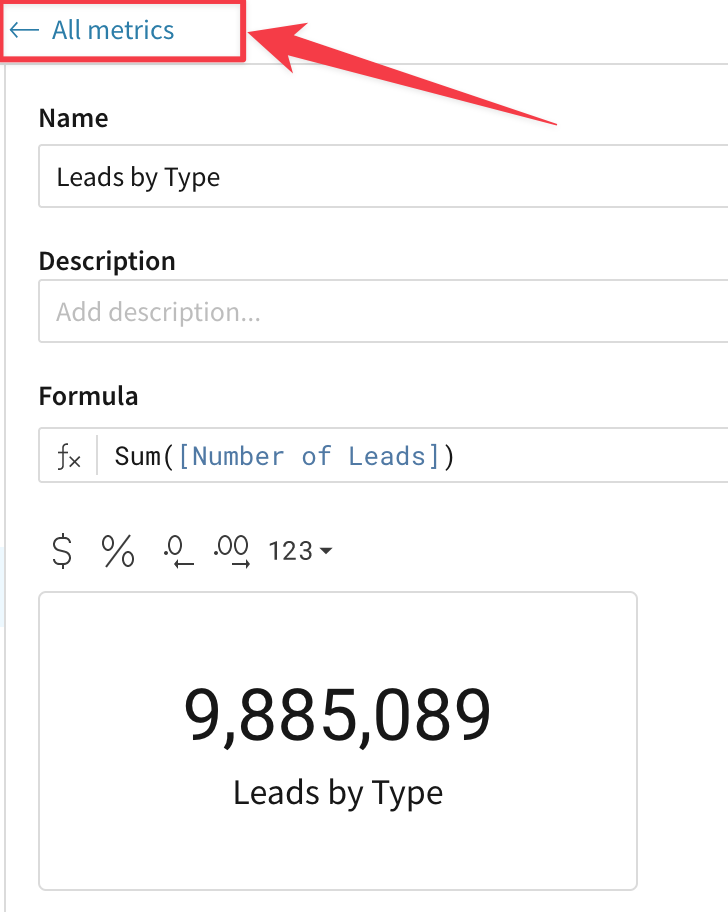 ← All metrics
Name
Leads by Type
Description
Add description...
Formula
fx Sum([Number of Leads])
$ % .0← .00→ 123
9,885,089
Leads by Type